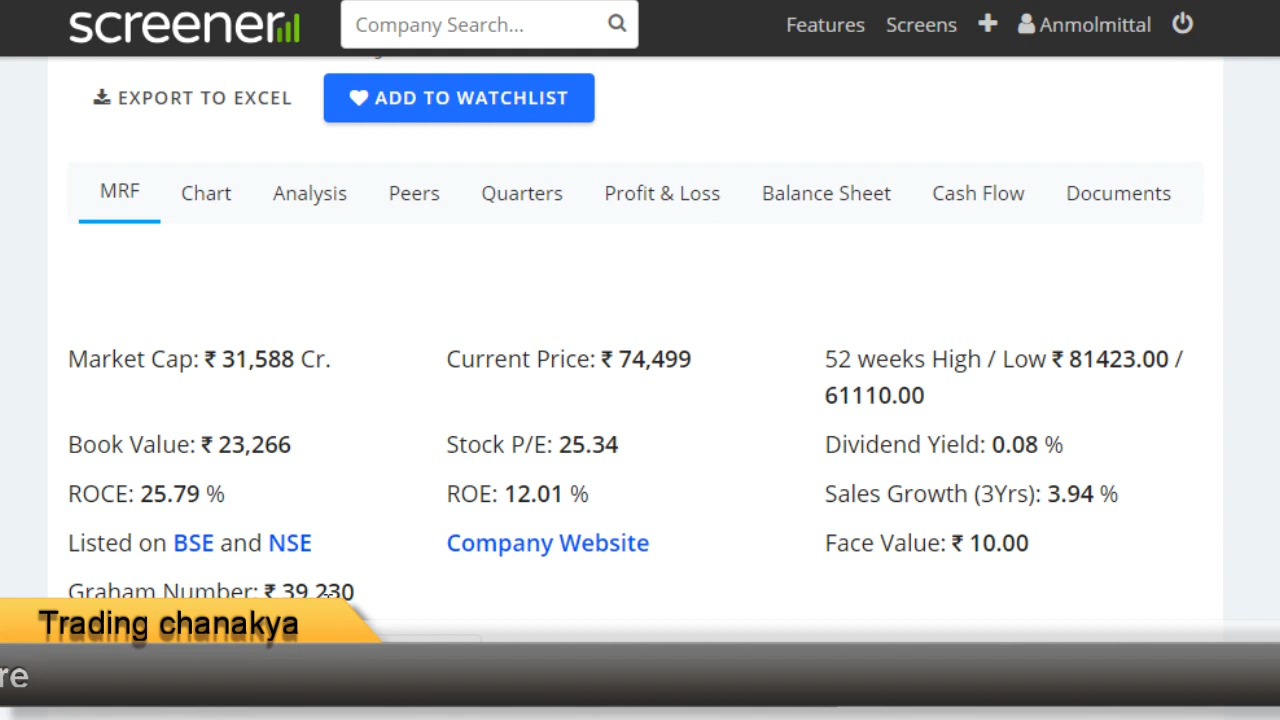 screener
Company Search...
Features Screens Anmolmittal
EXPORT TO EXCEL ADD TO WATCHLIST
MRF Chart Analysis Peers Quarters Profit & Loss Balance Sheet Cash Flow Documents
Market Cap: ₹ 31,588 Cr. Current Price: ₹ 74,499 52 weeks High / Low ₹ 81423.00 /
61110.00
Book Value: ₹ 23,266 Stock P/E: 25.34 Dividend Yield: 0.08 %
ROCE: 25.79 % ROE: 12.01 % Sales Growth (3Yrs): 3.94 %
Listed on BSE and NSE Company Website Face Value: ₹ 10.00
Graham Number: ₹ 39,230
Trading chanakya
re